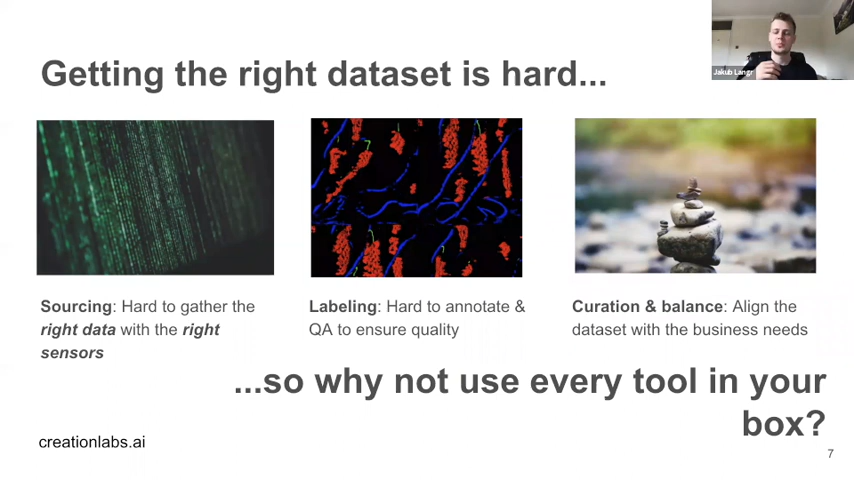 Getting the right dataset is hard...
Jakub Langr
Sourcing: Hard to gather the
right data with the right
sensors
Labeling: Hard to annotate &
QA to ensure quality
Curation & balance: Align the
dataset with the business needs
...so why not use every tool in your
box?
creationlabs.ai
7